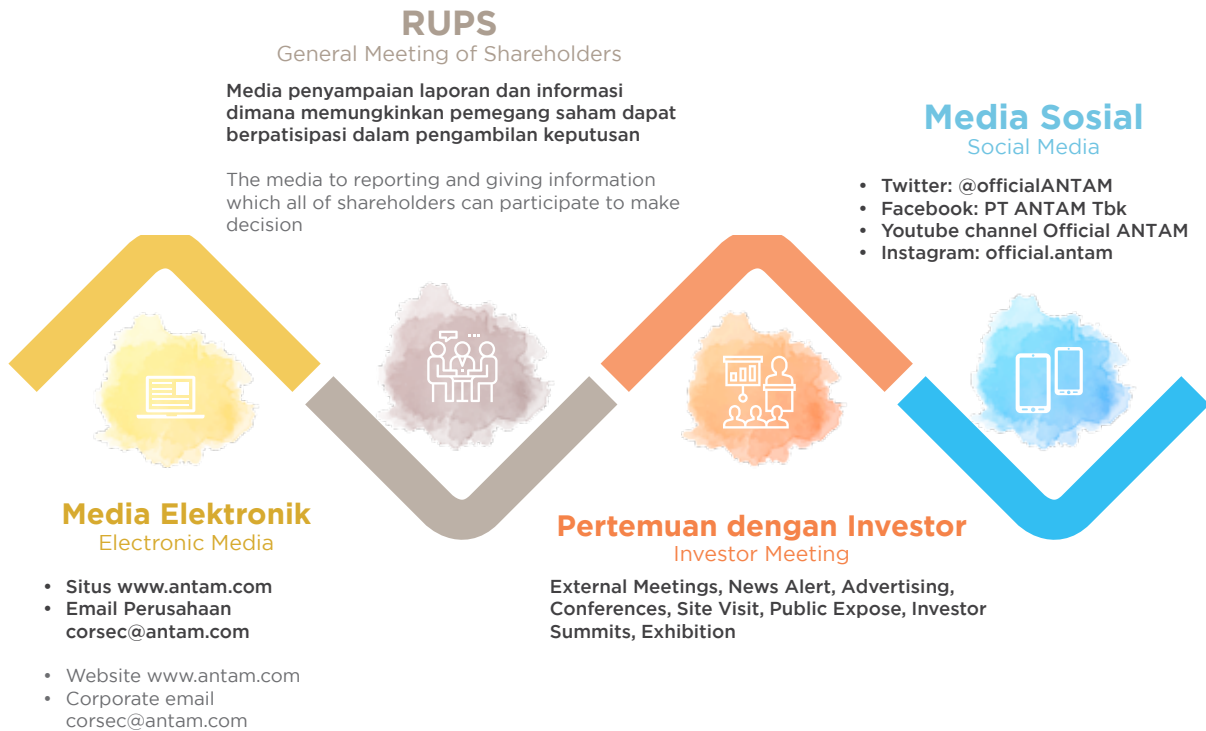 RUPS
General Meeting of Shareholders
Media penyampaian laporan dan informasi
dimana memungkinkan pemegang saham dapat
berpatisipasi dalam pengambilan keputusan
The media to reporting and giving information
which all of shareholders can participate to make
decision
Media Sosial
Social Media
• Twitter: @officialANTAM
• Facebook: PT ANTAM Tbk
• Youtube channel Official ANTAM
• Instagram: official.antam
Media Elektronik
Electronic Media
• Situs www.antam.com
• Email Perusahaan
corsec@antam.com
• Website www.antam.com
• Corporate email
corsec@antam.com
Pertemuan dengan Investor
Investor Meeting
External Meetings, News Alert, Advertising,
Conferences, Site Visit, Public Expose, Investor
Summits, Exhibition